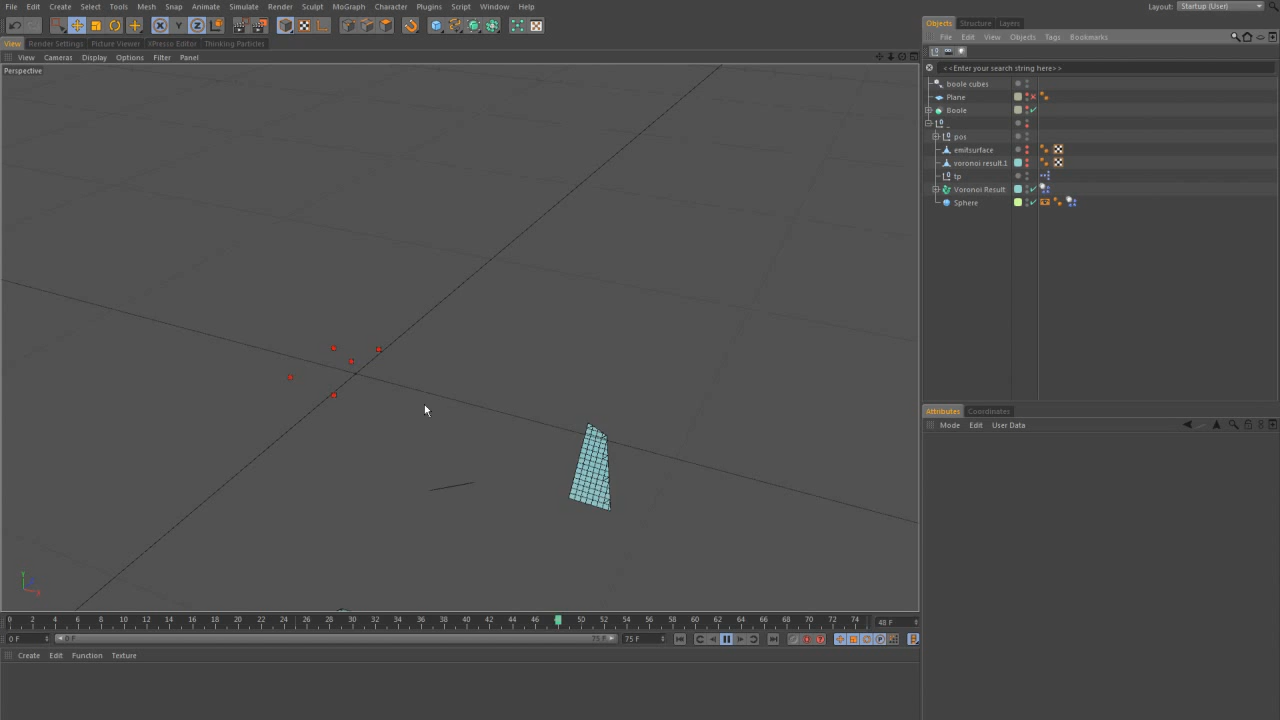 File Edit Create Select Tools Mesh Snap Animate Simulate Render Sculpt MoGraph Character Plugins Script Window Help
Layout: Startup (User)
X Y Z
View Render Settings Picture Viewer XPresso Editor Thinking Particles
View Cameras Display Options Filter Panel
Perspective
Y
X
0 2 4 6 8 10 12 14 16 18 20 22 24 26 28 30 32 34 36 38 40 42 44 46 50 52 54 56 58 60 62 64 66 68 70 72 74
48 F
0 F
0 F
75 F
75 F
Create Edit Function Texture
Objects Structure Layers
File Edit View Objects Tags Bookmarks
<<Enter your search string here>>
boole cubes
Plane
Boole
pos
emitsurface
voronoi result.1
tp
Voronoi Result
Sphere
Attributes Coordinates
Mode Edit User Data